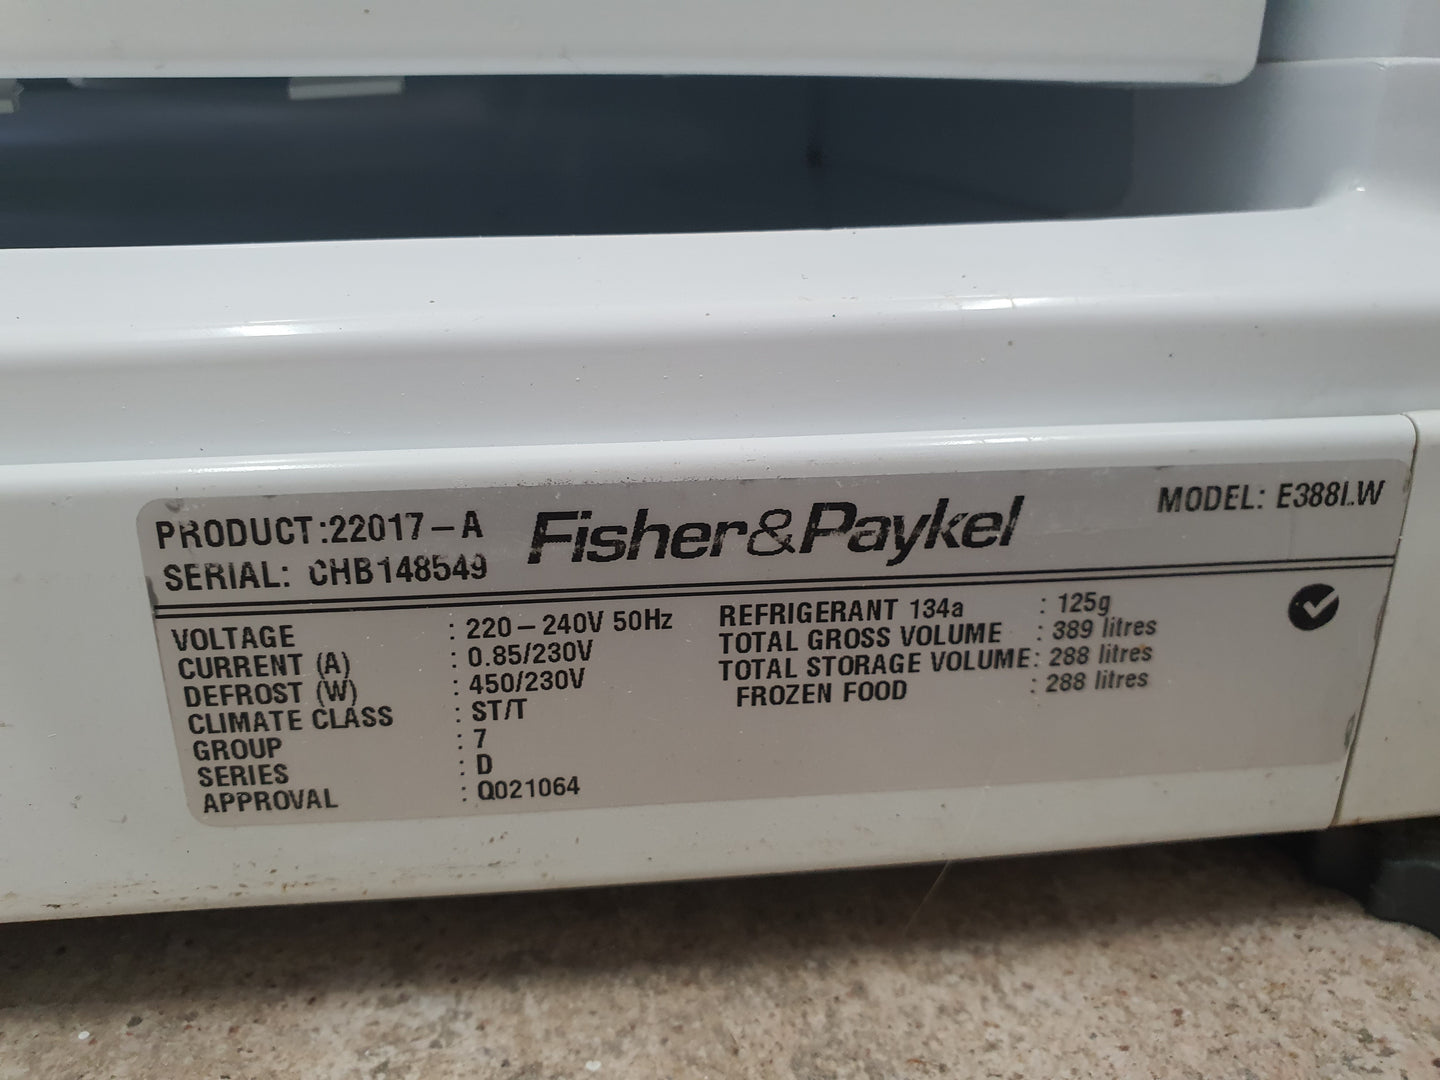 PRODUCT:22017-A
SERIAL: CHB148549
Fisher&Paykel
MODEL: E388LW
VOLTAGE : 220-240V 50Hz
CURRENT (A) : 0.85/230V
DEFROST (W) : 450/230V
CLIMATE CLASS : ST/T
GROUP : 7
SERIES : D
APPROVAL : Q021064
REFRIGERANT 134a : 125g
TOTAL GROSS VOLUME : 389 litres
TOTAL STORAGE VOLUME: 288 litres
FROZEN FOOD : 288 litres